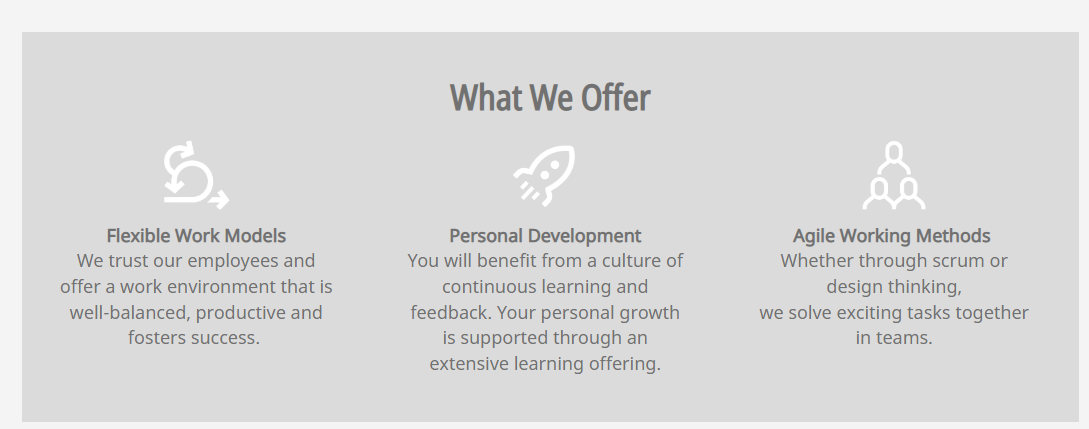 What We Offer
Flexible Work Models
We trust our employees and
offer a work environment that is
well-balanced, productive and
fosters success.
Personal Development
You will benefit from a culture of
continuous learning and
feedback. Your personal growth
is supported through an
extensive learning offering.
Agile Working Methods
Whether through scrum or
design thinking,
we solve exciting tasks together
in teams.